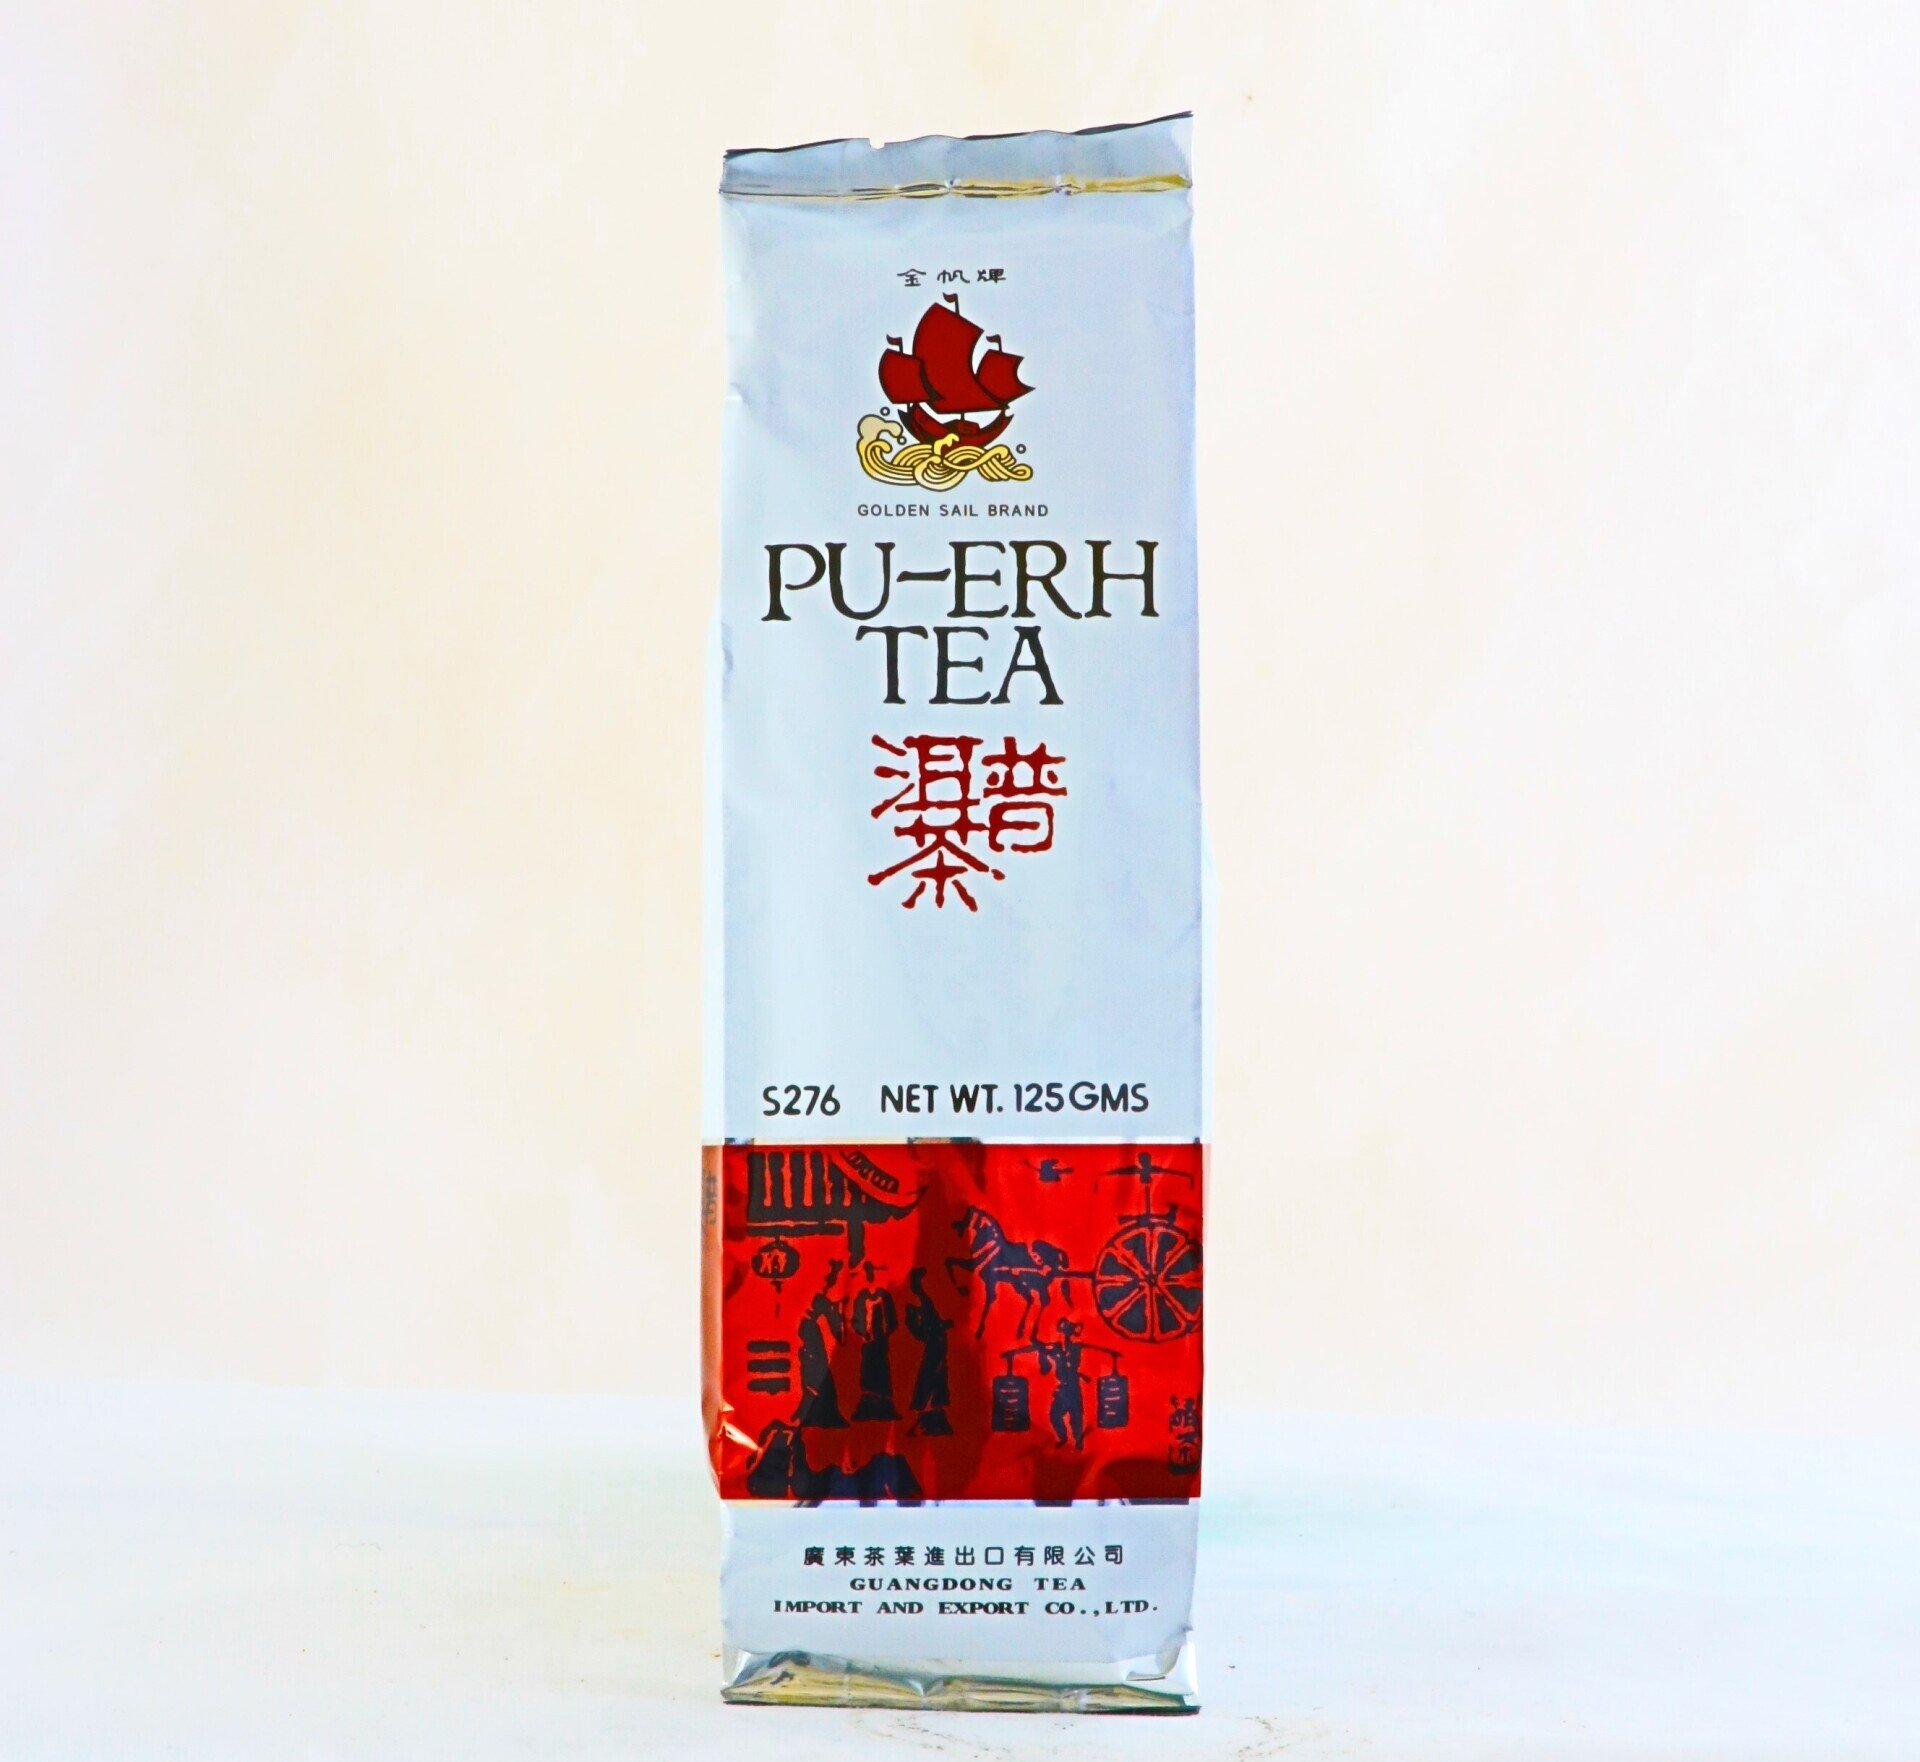 金帆牌
GOLDEN SAIL BRAND
PU-ERH
TEA
普洱
茶
S276 NET WT. 125GMS
廣東茶葉進出口有限公司
GUANGDONG TEA
IMPORT AND EXPORT CO.,LTD.